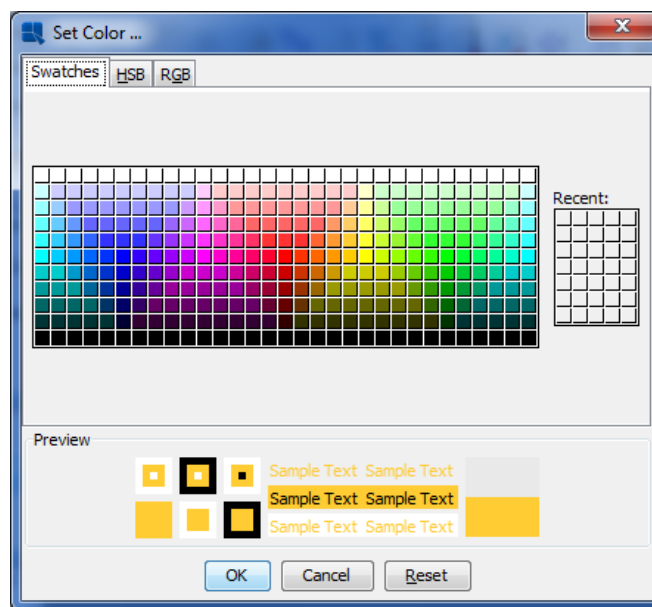 Set Color ...
Swatches HSB RGB
Recent:
Preview
Sample Text Sample Text
Sample Text Sample Text
Sample Text Sample Text
OK Cancel Reset